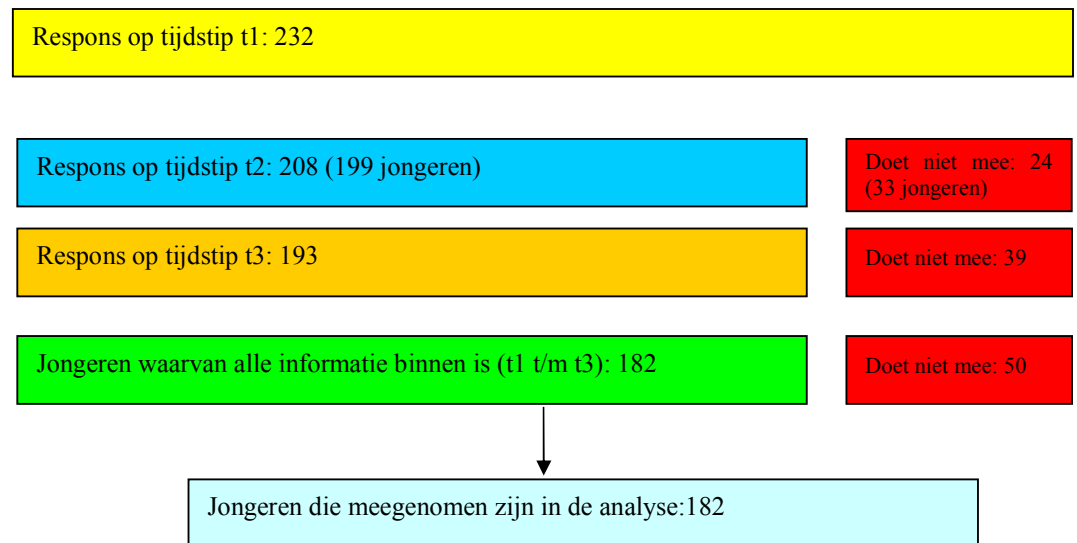 Respons op tijdstip t1: 232
Respons op tijdstip t2: 208 (199 jongeren)
Doet niet mee: 24
(33 jongeren)
Respons op tijdstip t3: 193
Doet niet mee: 39
Jongeren waarvan alle informatie binnen is (t1 t/m t3): 182
Doet niet mee: 50
Jongeren die meegenomen zijn in de analyse:182